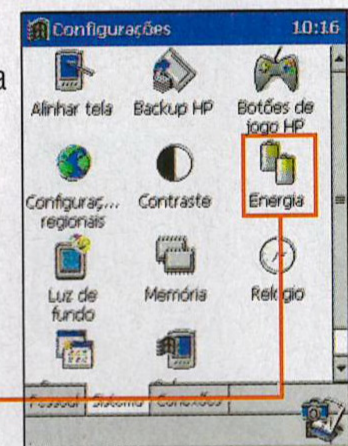 a
Configurações 10:16
Alinhar tela Backup HP Botões de
jogo HP
Configuraç...
regionais Contraste Energia
Luz de
fundo Memória Relógio
Pessoal Sistema Conexões